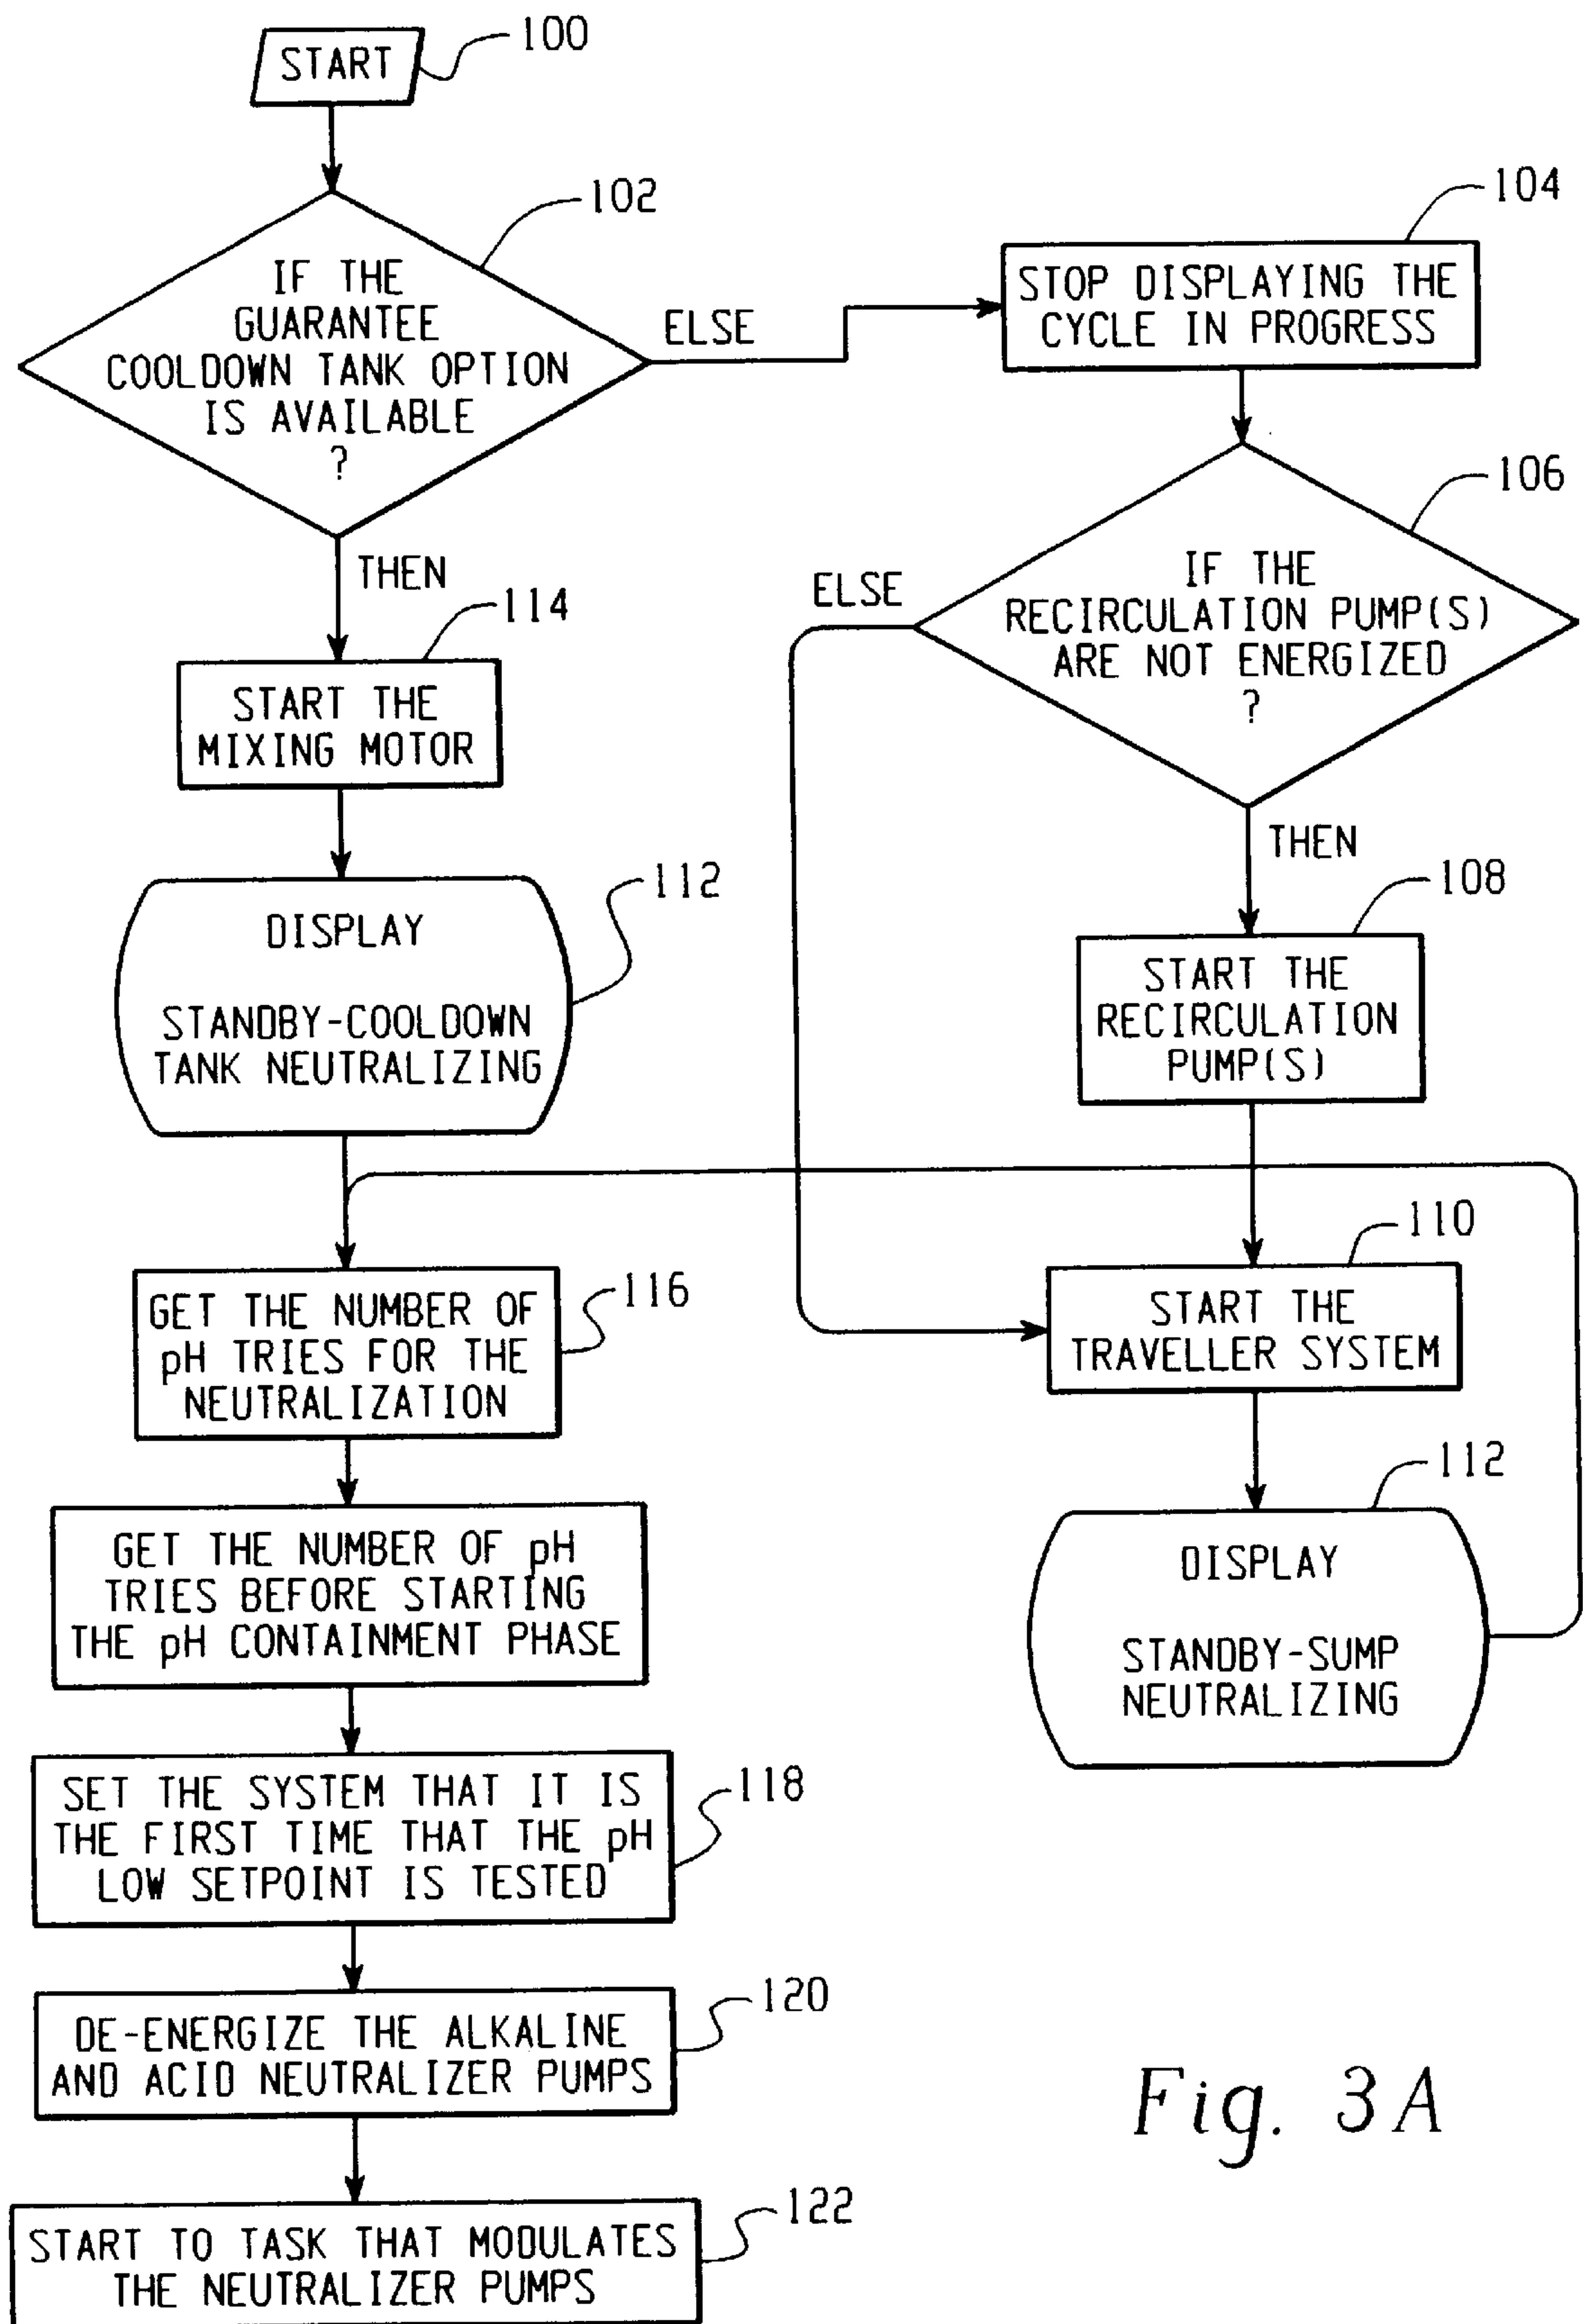 START
100
IF THE
GUARANTEE
COOLDOWN TANK OPTION
IS AVAILABLE
?
102
ELSE
THEN
STOP DISPLAYING THE
CYCLE IN PROGRESS
104
IF THE
RECIRCULATION PUMP(S)
ARE NOT ENERGIZED
?
106
ELSE
THEN
START THE
MIXING MOTOR
114
DISPLAY
STANDBY-COOLDOWN
TANK NEUTRALIZING
112
START THE
RECIRCULATION
PUMP(S)
108
START THE
TRAVELLER SYSTEM
110
DISPLAY
STANDBY-SUMP
NEUTRALIZING
112
GET THE NUMBER OF
pH TRIES FOR THE
NEUTRALIZATION
116
GET THE NUMBER OF pH
TRIES BEFORE STARTING
THE pH CONTAINMENT PHASE
SET THE SYSTEM THAT IT IS
THE FIRST TIME THAT THE pH
LOW SETPOINT IS TESTED
118
DE-ENERGIZE THE ALKALINE
AND ACID NEUTRALIZER PUMPS
120
START TO TASK THAT MODULATES
THE NEUTRALIZER PUMPS
122
Fig. 3A